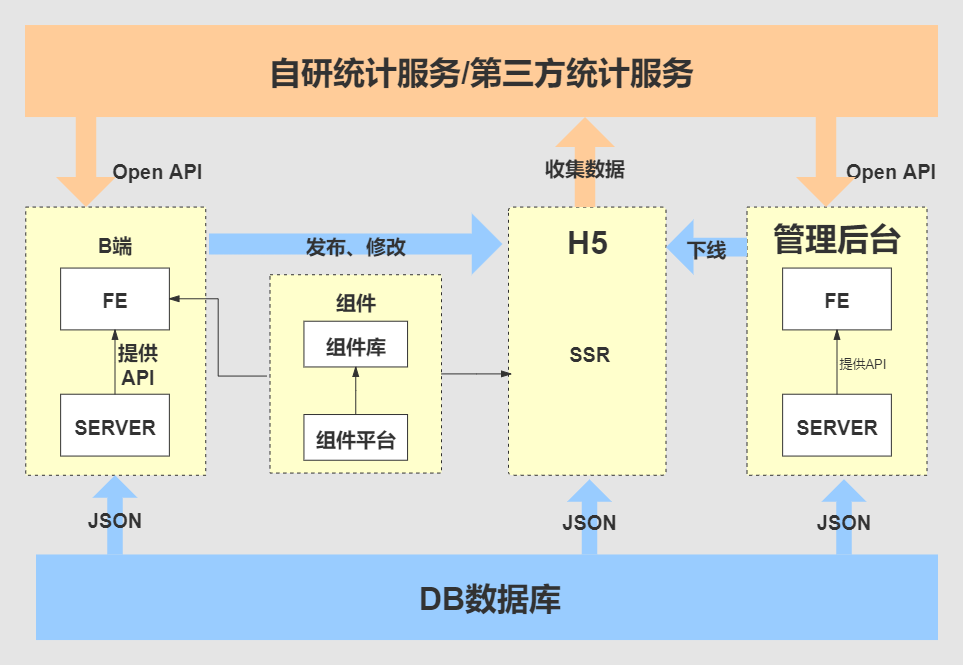 自研统计服务/第三方统计服务
Open API
收集数据
Open API
B端
发布、修改
H5
下线
管理后台
FE
提供
API
SERVER
组件
组件库
组件平台
SSR
FE
提供API
SERVER
JSON
JSON
JSON
DB数据库